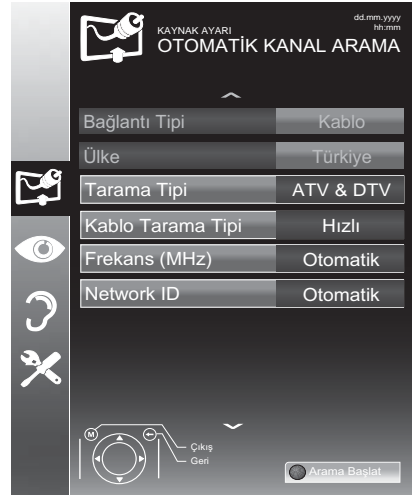 dd.mm.yyyy
hh:mm
KAYNAK AYARI
OTOMATİK KANAL ARAMA
Bağlantı Tipi Kablo
Ülke Türkiye
Tarama Tipi ATV & DTV
Kablo Tarama Tipi Hızlı
Frekans (MHz) Otomatik
Network ID Otomatik
M
Çıkış
Geri
Arama Başlat